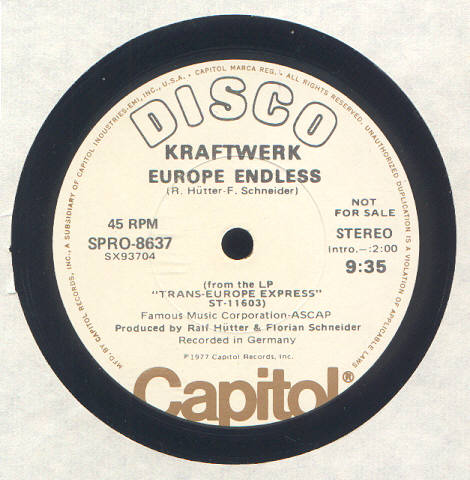 MFD. BY CAPITOL RECORDS, INC., A SUBSIDIARY OF CAPITOL INDUSTRIES-EMI, INC., U.S.A. · CAPITOL MARCA REG. · ALL RIGHTS RESERVED. UNAUTHORIZED DUPLICATION IS A VIOLATION OF APPLICABLE LAWS
DISCO
KRAFTWERK
EUROPE ENDLESS
(R. Hütter-F. Schneider)
45 RPM
SPRO-8637
SX93704
NOT
FOR SALE
STEREO
Intro.—:2:00
9:35
(from the LP
"TRANS-EUROPE EXPRESS"
ST-11603)
Famous Music Corporation-ASCAP
Produced by Ralf Hütter & Florian Schneider
Recorded in Germany
℗1977 Capitol Records, Inc.
Capitol®